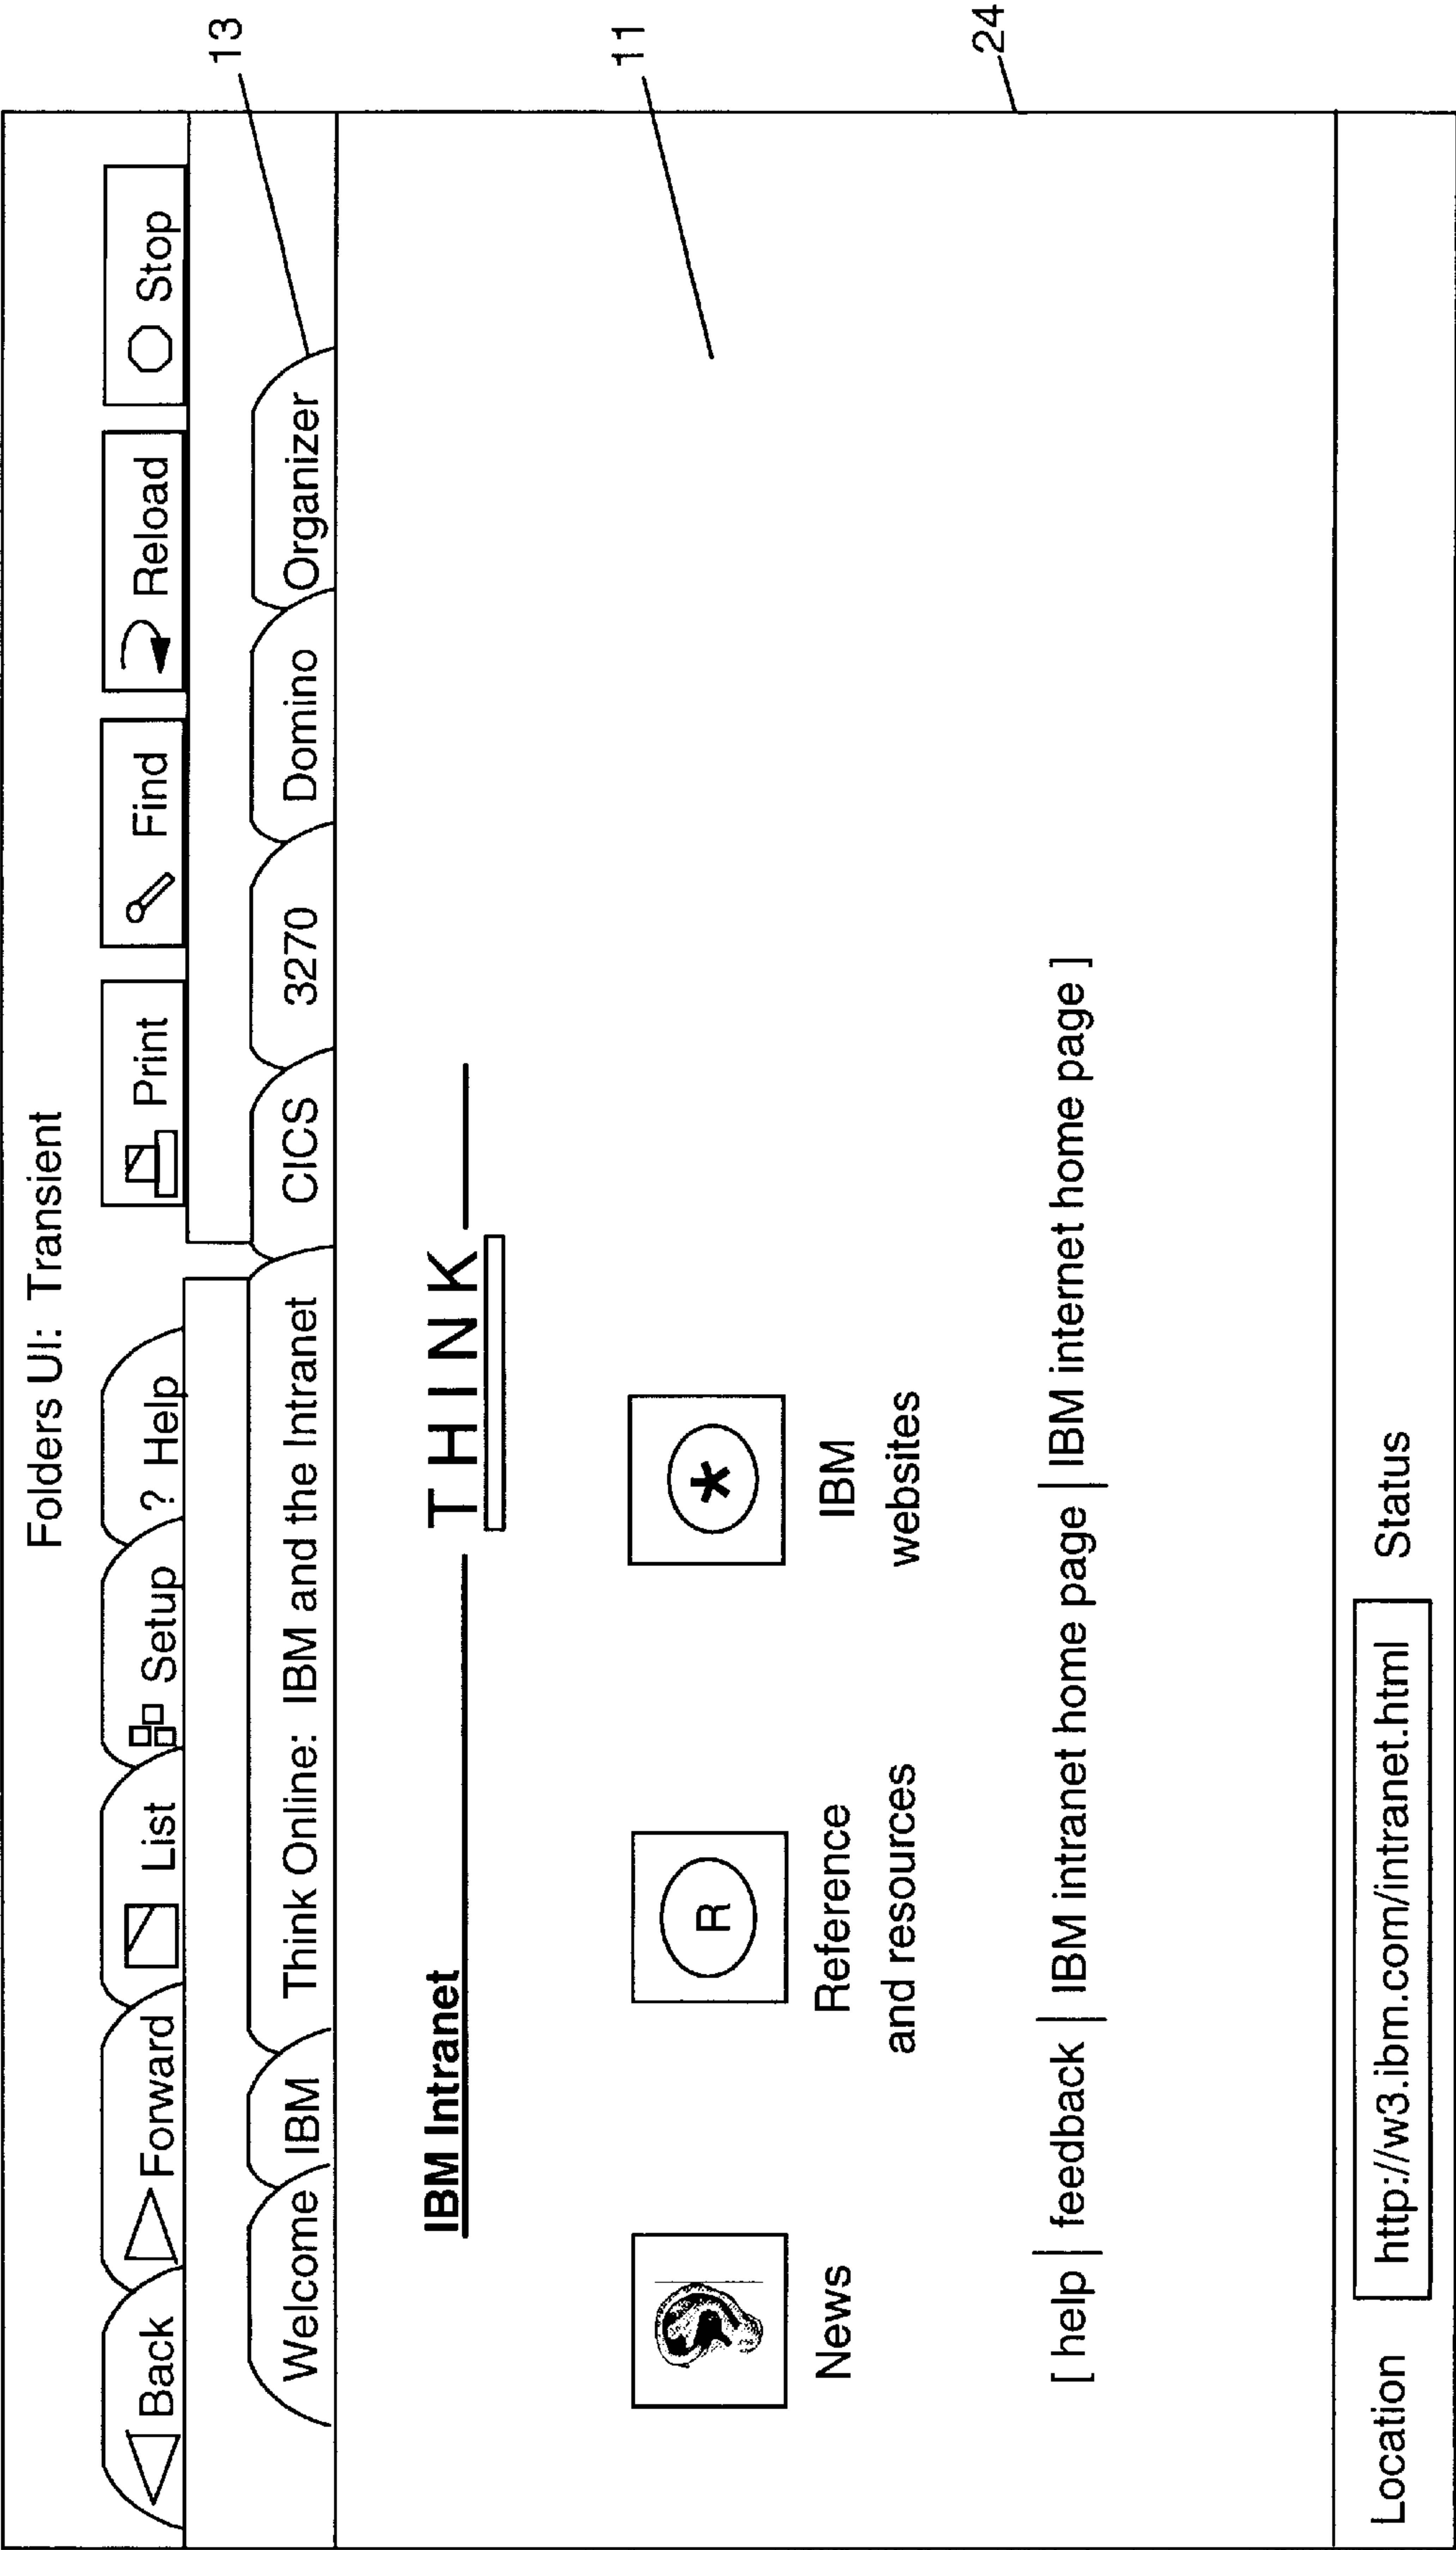 Folders UI: Transient
Back Forward List Setup ? Help Print Find Reload Stop
13
Welcome IBM Think Online: IBM and the Intranet CICS 3270 Domino Organizer
IBM Intranet THINK
11
R *
News Reference and resources IBM websites
24
[ help | feedback | IBM intranet home page | IBM internet home page ]
Location http://w3.ibm.com/intranet.html Status